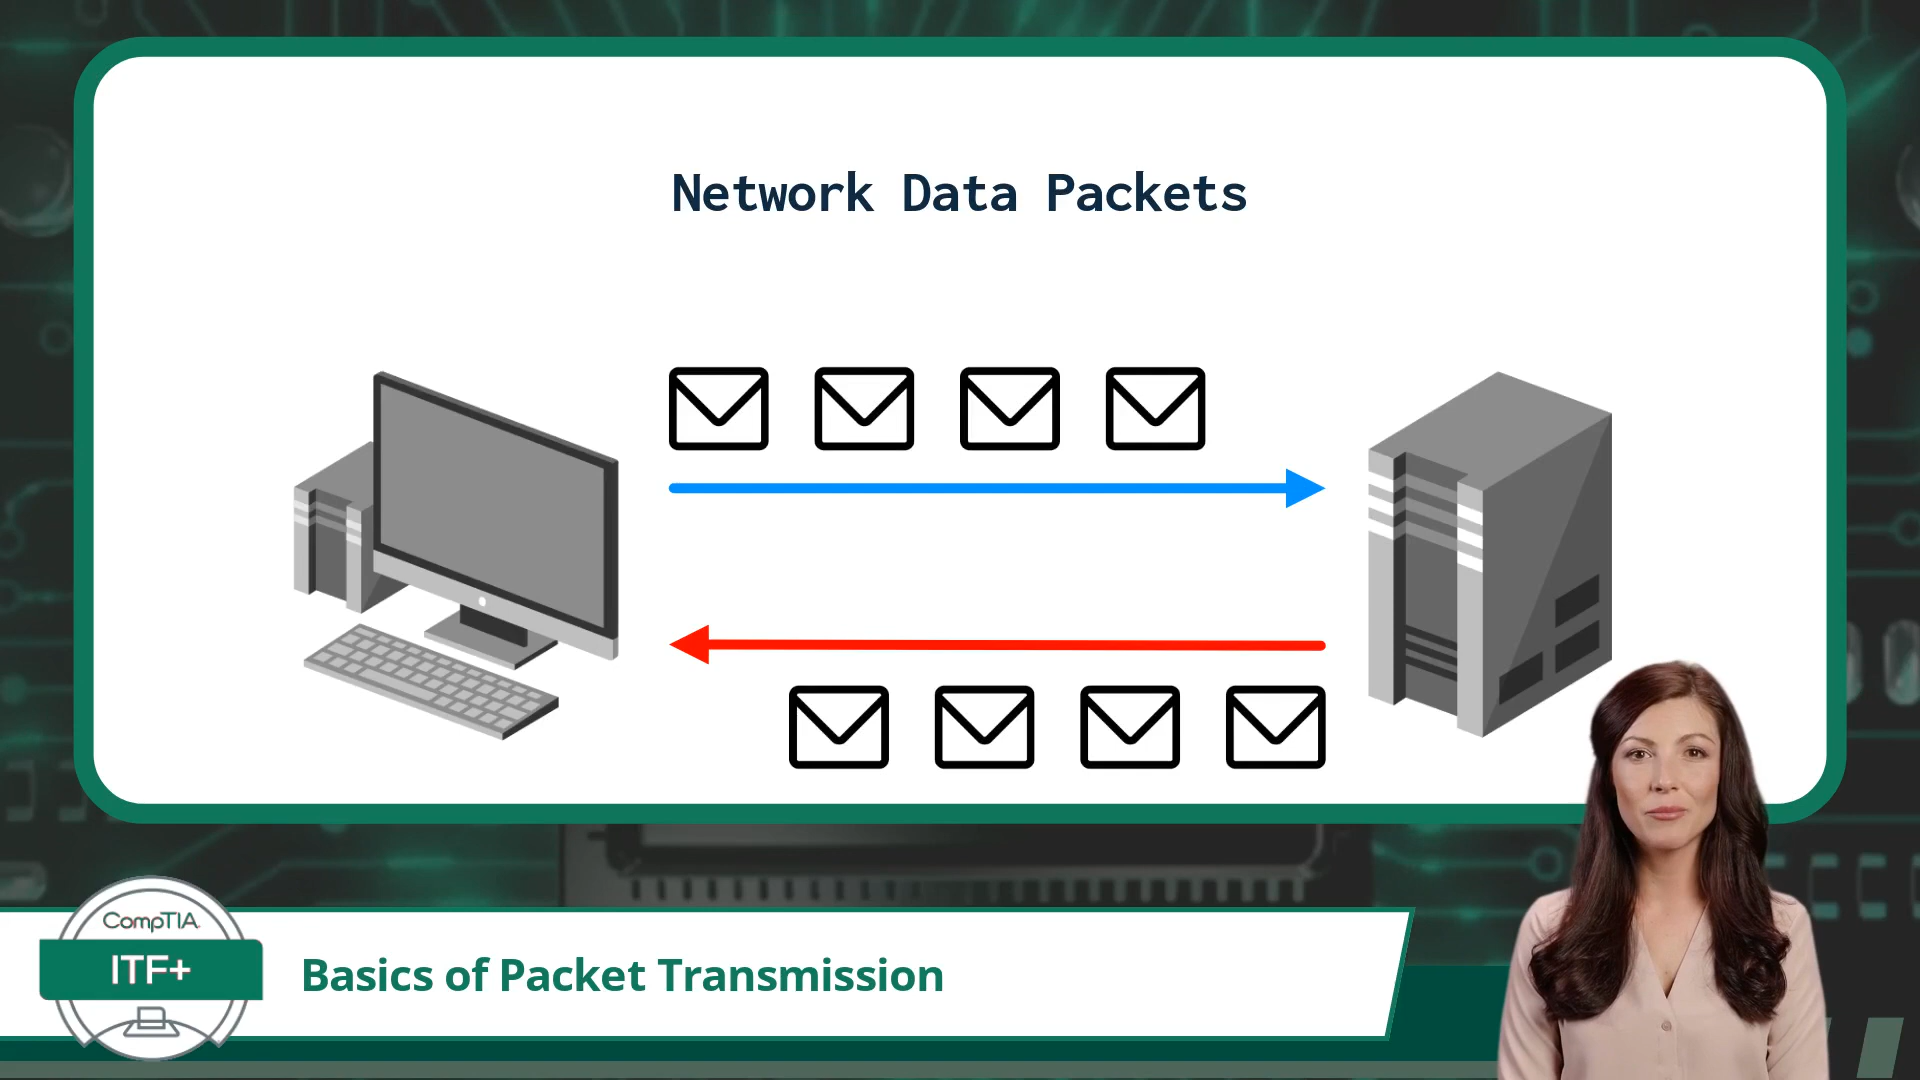 Network Data Packets
CompTIA
ITF+
Basics of Packet Transmission